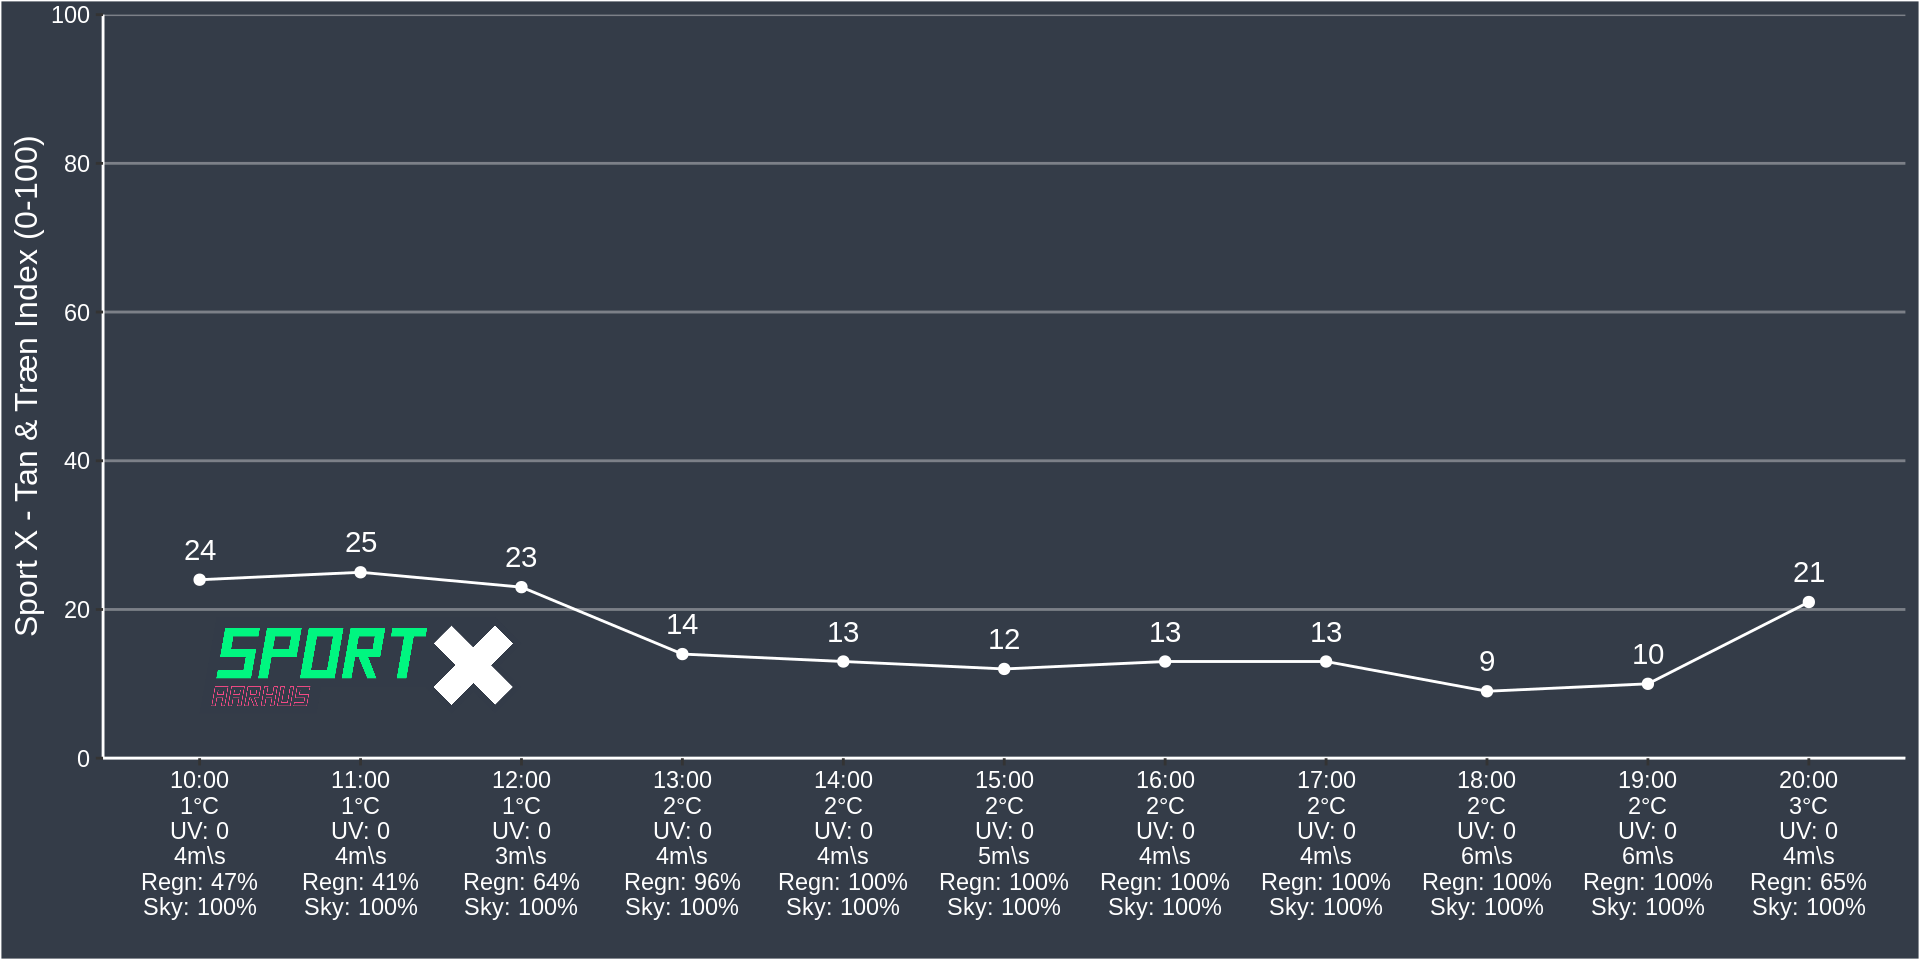 Sport X - Tan & Træn Index (0-100)
100
80
60
40
20
0
24
25
23
14
13
12
13
13
9
10
21
SPORT X
AARHUS
10:00 11:00 12:00 13:00 14:00 15:00 16:00 17:00 18:00 19:00 20:00
1°C 1°C 1°C 2°C 2°C 2°C 2°C 2°C 2°C 2°C 3°C
UV: 0 UV: 0 UV: 0 UV: 0 UV: 0 UV: 0 UV: 0 UV: 0 UV: 0 UV: 0 UV: 0
4m\s 4m\s 3m\s 4m\s 4m\s 5m\s 4m\s 4m\s 6m\s 6m\s 4m\s
Regn: 47% Regn: 41% Regn: 64% Regn: 96% Regn: 100% Regn: 100% Regn: 100% Regn: 100% Regn: 100% Regn: 100% Regn: 65%
Sky: 100% Sky: 100% Sky: 100% Sky: 100% Sky: 100% Sky: 100% Sky: 100% Sky: 100% Sky: 100% Sky: 100% Sky: 100%